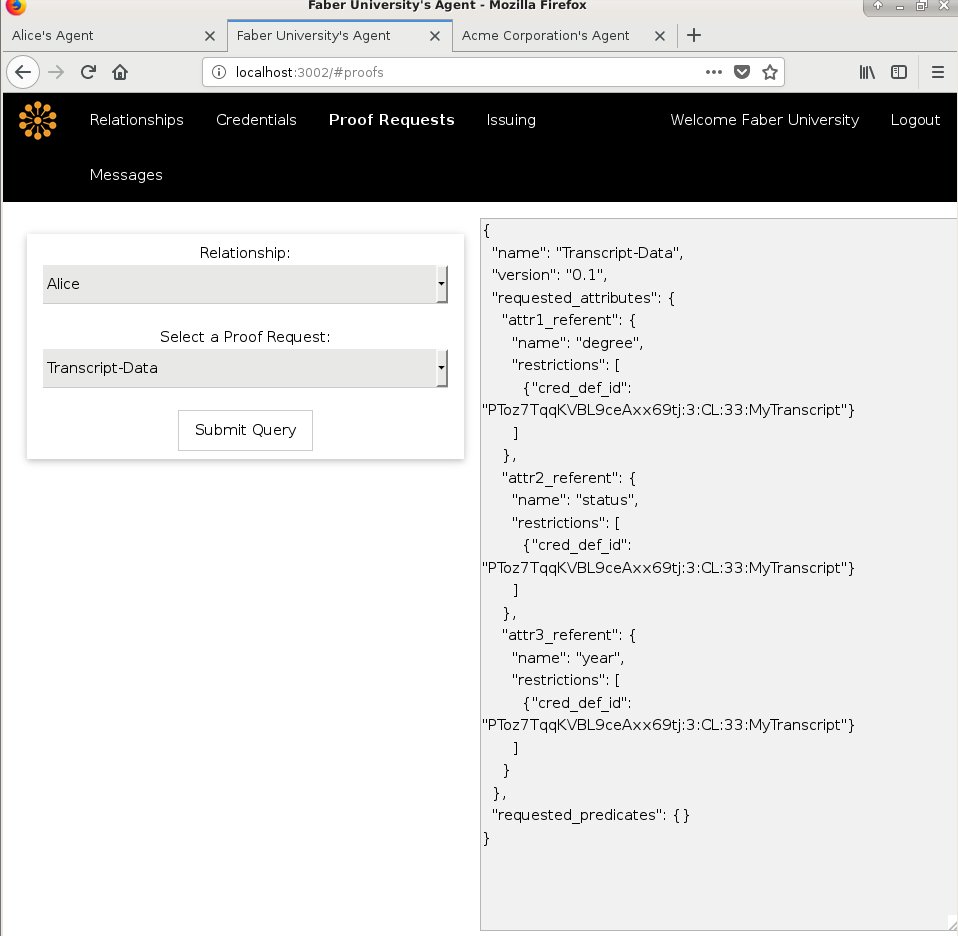 Faber University's Agent - Mozilla Firefox
Alice's Agent
Faber University's Agent
Acme Corporation's Agent
localhost:3002/#proofs
Relationships
Credentials
Proof Requests
Issuing
Welcome Faber University
Logout
Messages
Relationship:
Alice
Select a Proof Request:
Transcript-Data
Submit Query
{
"name": "Transcript-Data",
"version": "0.1",
"requested_attributes": {
"attr1_referent": {
"name": "degree",
"restrictions": [
{"cred_def_id":
"PToz7TqqKVBL9ceAxx69tj:3:CL:33:MyTranscript"}
]
},
"attr2_referent": {
"name": "status",
"restrictions": [
{"cred_def_id":
"PToz7TqqKVBL9ceAxx69tj:3:CL:33:MyTranscript"}
]
},
"attr3_referent": {
"name": "year",
"restrictions": [
{"cred_def_id":
"PToz7TqqKVBL9ceAxx69tj:3:CL:33:MyTranscript"}
]
}
},
"requested_predicates": {}
}